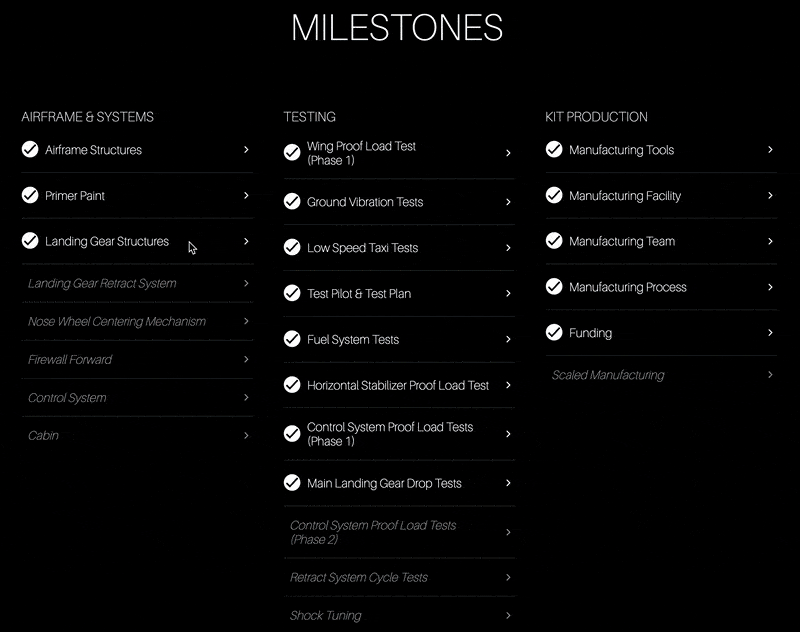 MILESTONES
AIRFRAME & SYSTEMS
Airframe Structures
Primer Paint
Landing Gear Structures
Landing Gear Retract System
Nose Wheel Centering Mechanism
Firewall Forward
Control System
Cabin
TESTING
Wing Proof Load Test
(Phase 1)
Ground Vibration Tests
Low Speed Taxi Tests
Test Pilot & Test Plan
Fuel System Tests
Horizontal Stabilizer Proof Load Test
Control System Proof Load Tests
(Phase 1)
Main Landing Gear Drop Tests
Control System Proof Load Tests
(Phase 2)
Retract System Cycle Tests
Shock Tuning
KIT PRODUCTION
Manufacturing Tools
Manufacturing Facility
Manufacturing Team
Manufacturing Process
Funding
Scaled Manufacturing